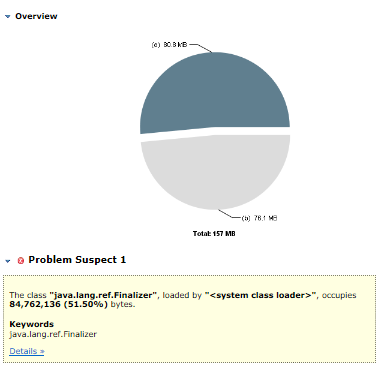 Overview
(a) 80.8 MB
(b) 76.1 MB
Total: 157 MB
Problem Suspect 1
The class "java.lang.ref.Finalizer", loaded by "<system class loader>", occupies
84,762,136 (51.50%) bytes.
Keywords
java.lang.ref.Finalizer
Details »